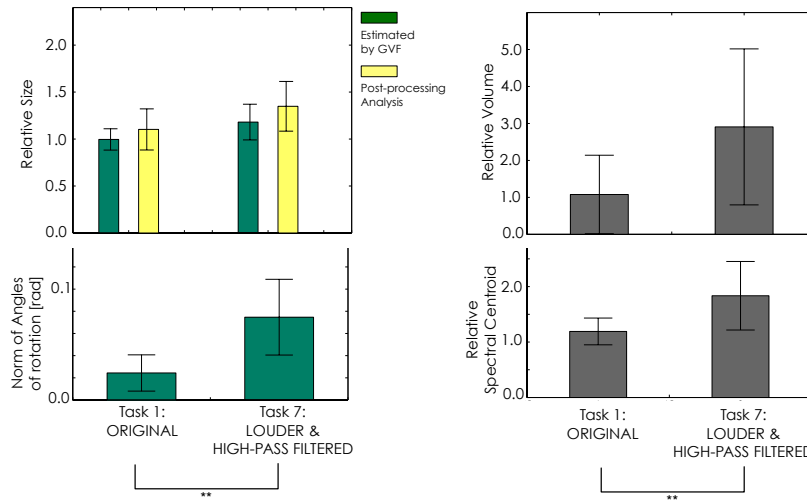 2.0
1.5
1.0
0.5
0.0
Relative Size
Estimated
by GVF
Post-processing
Analysis
0.1
0.0
Norm of Angles
of rotation [rad]
Task 1:
ORIGINAL
Task 7:
LOUDER &
HIGH-PASS FILTERED
**
5.0
4.0
3.0
2.0
1.0
0.0
Relative Volume
2.0
1.0
0.0
Relative
Spectral Centroid
Task 1:
ORIGINAL
Task 7:
LOUDER &
HIGH-PASS FILTERED
**